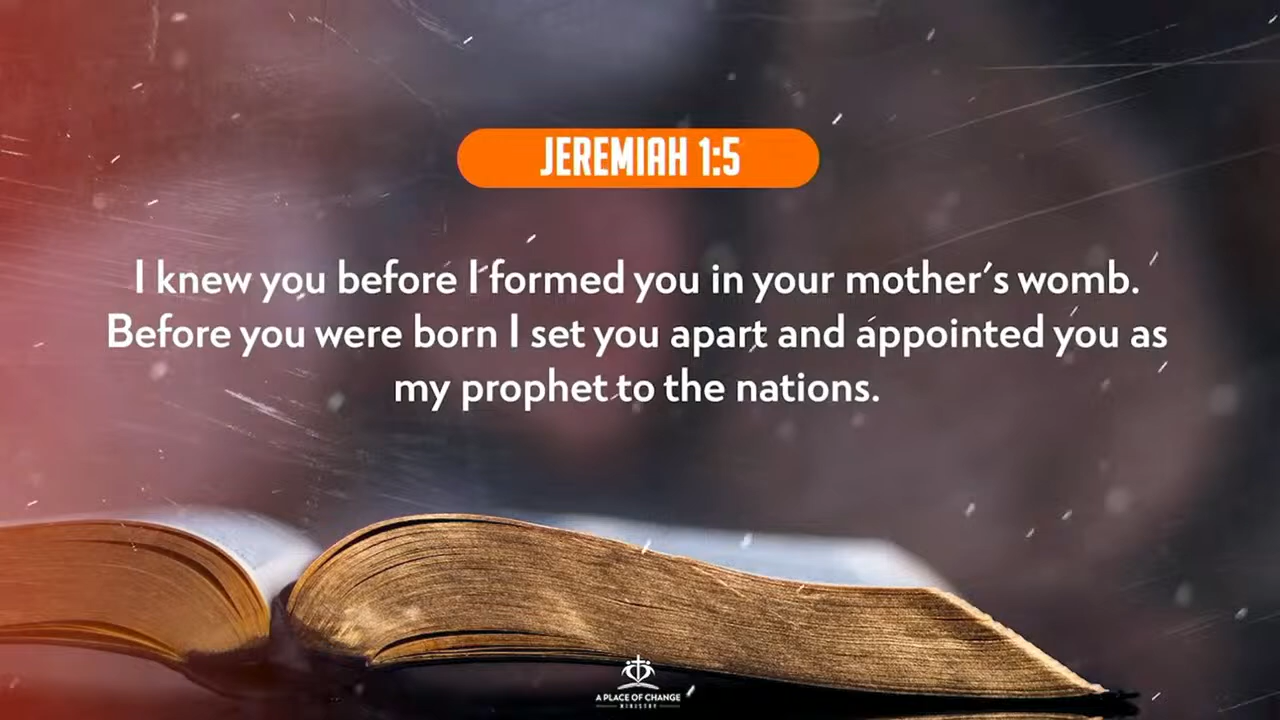 JEREMIAH 1:5
I knew you before I formed you in your mother's womb.
Before you were born I set you apart and appointed you as
my prophet to the nations.
A PLACE OF CHANGE
MINISTRY